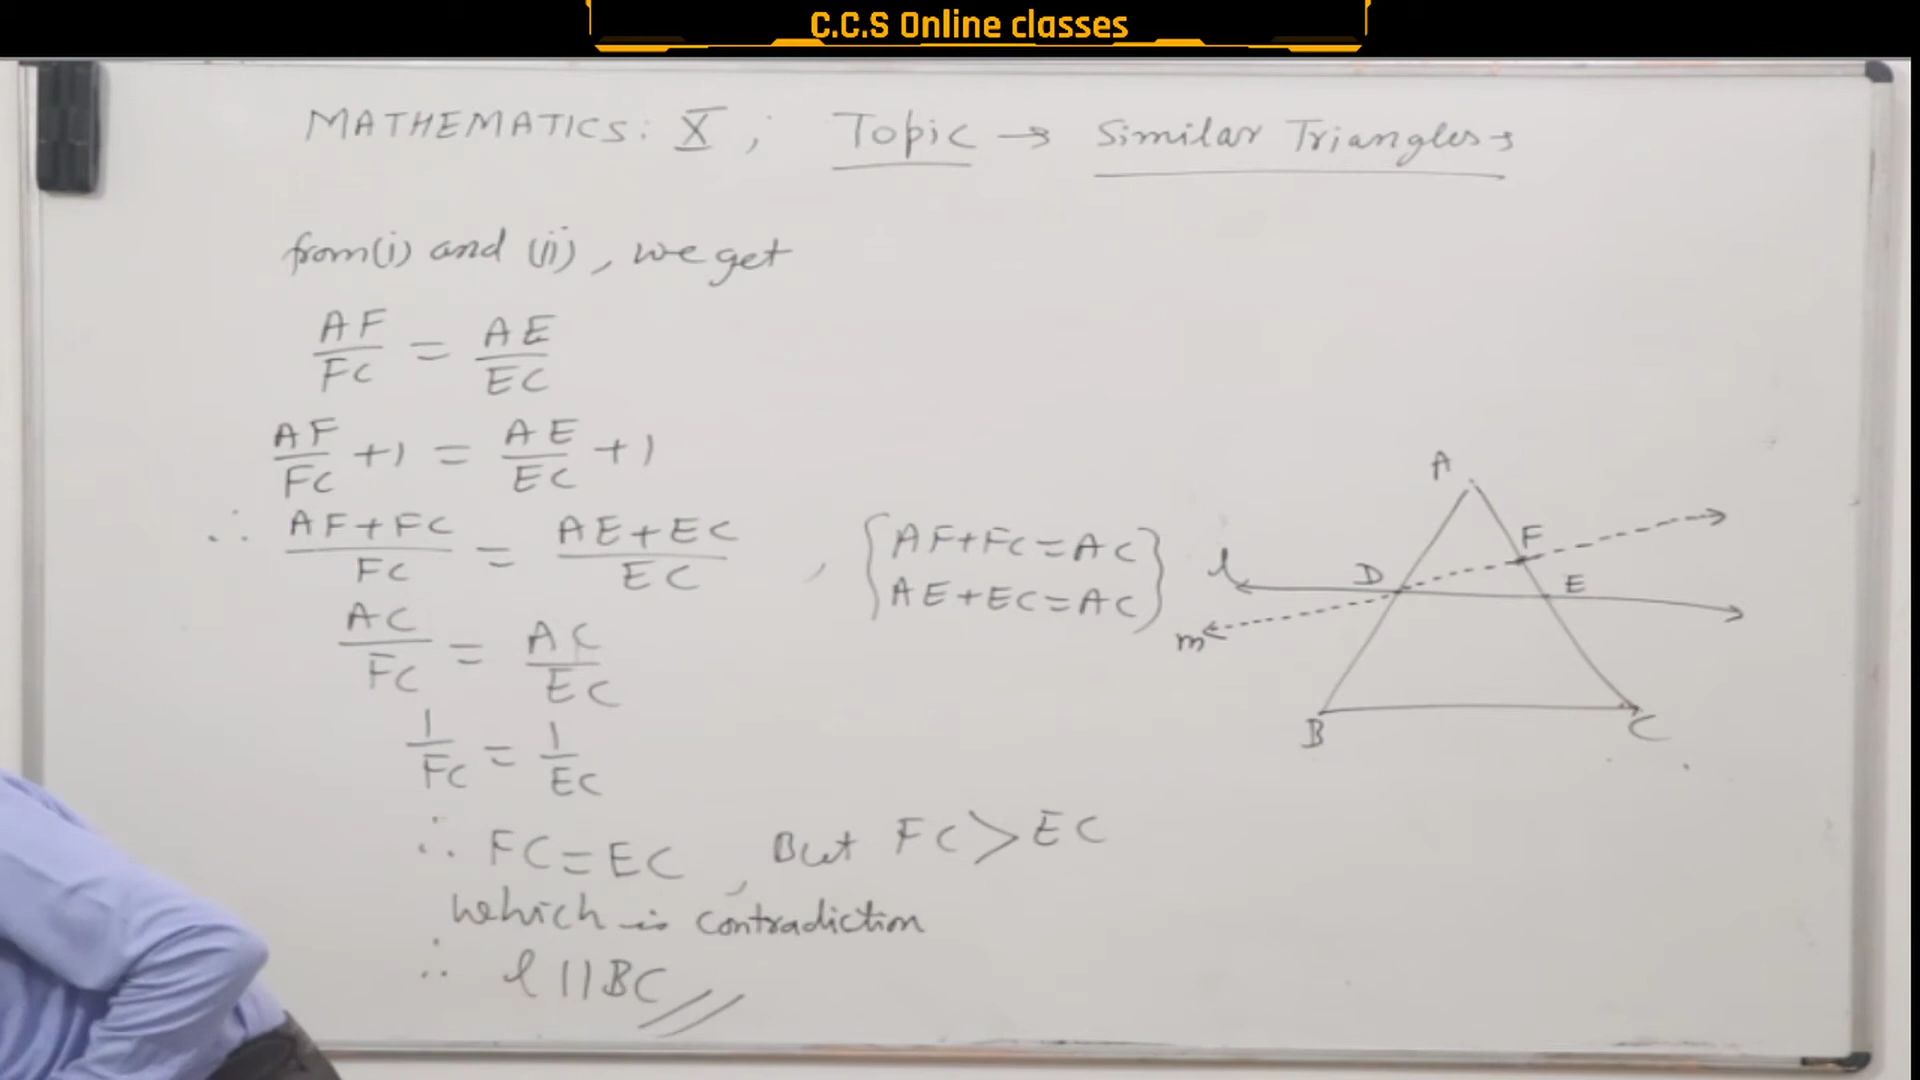 C.C.S Online classes
MATHEMATICS: X ; Topic → Similar Triangles →
from (i) and (ii), we get
AF/FC = AE/EC
AF/FC + 1 = AE/EC + 1
∴ (AF+FC)/FC = (AE+EC)/EC , {AF+FC=AC
AE+EC=AC}
AC/FC = AC/EC
1/FC = 1/EC
∴ FC=EC, But FC>EC
which is contradiction
∴ l||BC//
A
F
l D E
m
B C